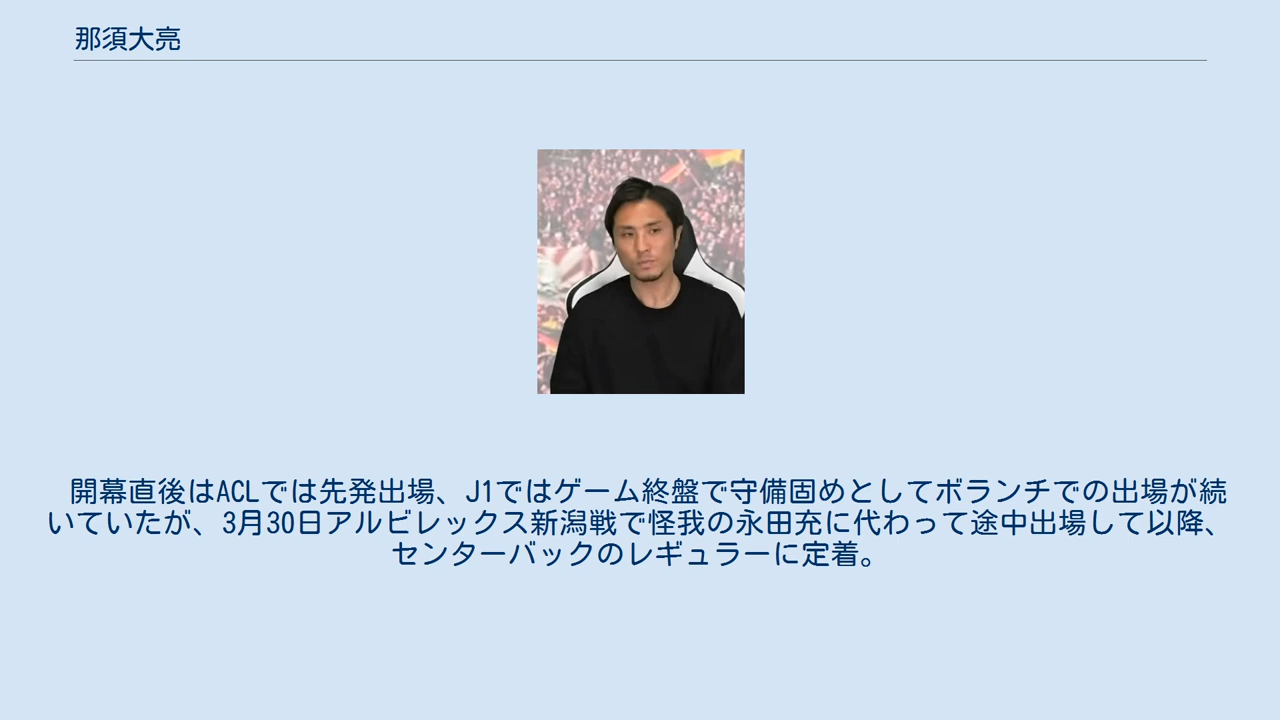 那須大亮
開幕直後はACLでは先発出場、J1ではゲーム終盤で守備固めとしてボランチでの出場が続
いていたが、3月30日アルビレックス新潟戦で怪我の永田充に代わって途中出場して以降、
センターバックのレギュラーに定着。